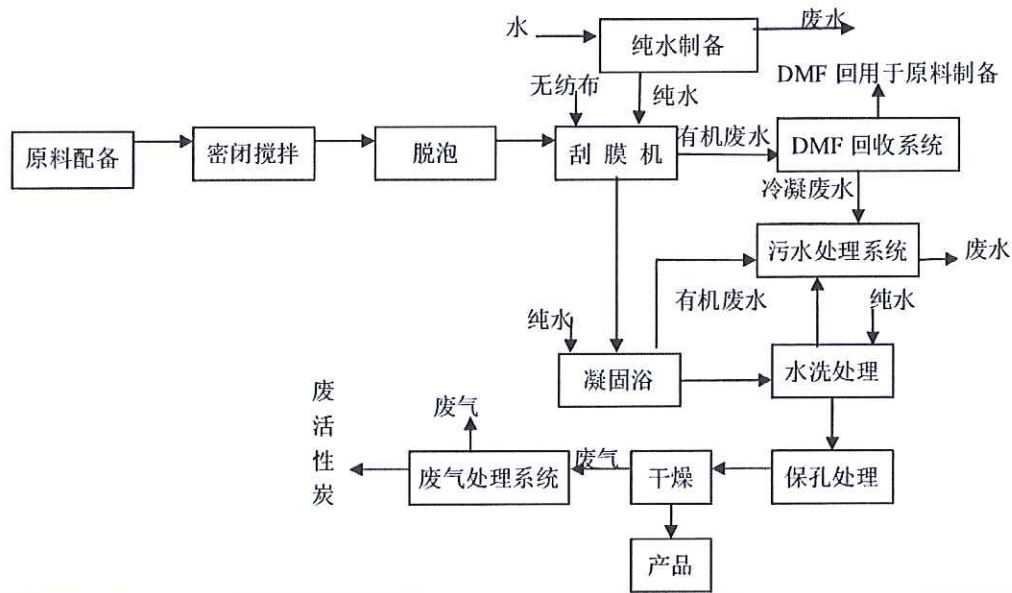 水
纯水制备
废水
DMF 回用于原料制备
无纺布
纯水
原料配备
密闭搅拌
脱泡
刮 膜 机
有机废水
DMF 回收系统
冷凝废水
污水处理系统
废水
有机废水
纯水
纯水
凝固浴
水洗处理
废
活
性
炭
废气
废气处理系统
废气
干燥
保孔处理
产品